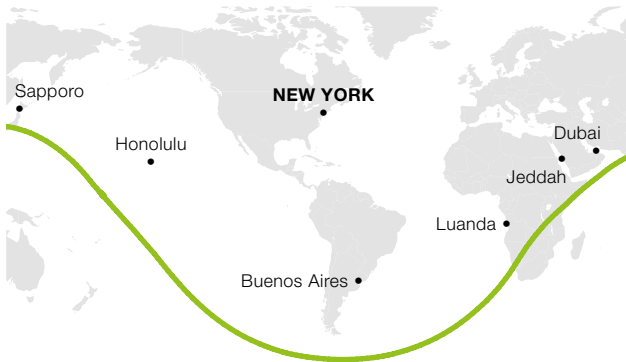 Sapporo
NEW YORK
Honolulu
Dubai
Jeddah
Luanda
Buenos Aires